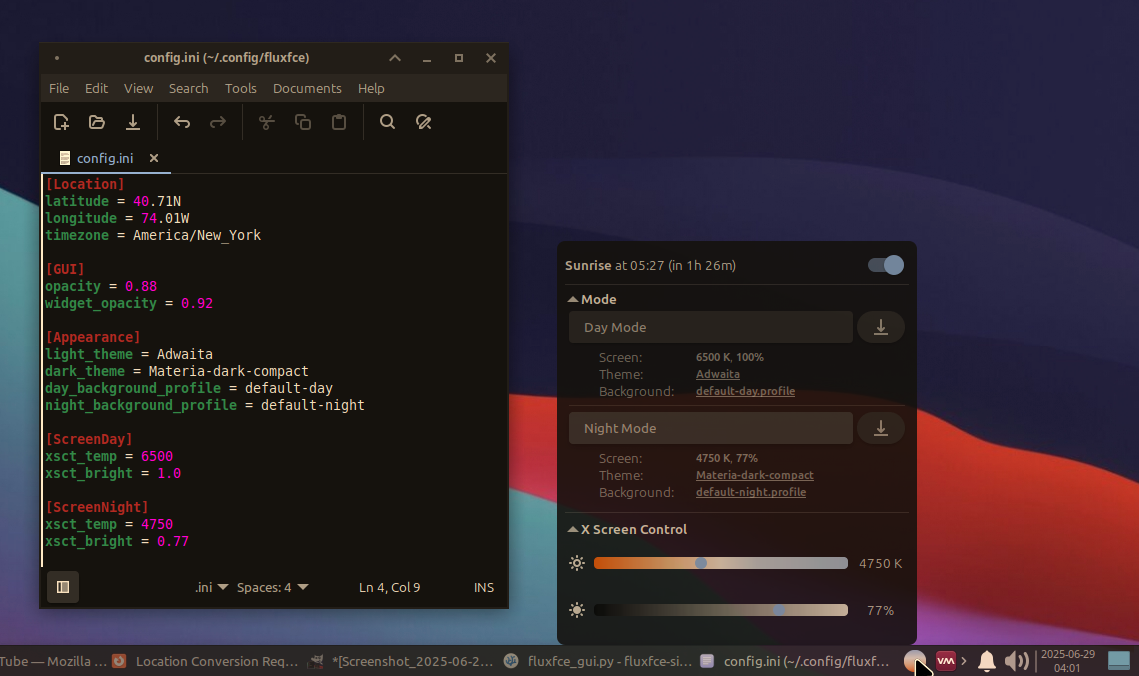 config.ini (~/.config/fluxfce)
File Edit View Search Tools Documents Help
config.ini
[Location]
latitude = 40.71N
longitude = 74.01W
timezone = America/New_York
[GUI]
opacity = 0.88
widget_opacity = 0.92
[Appearance]
light_theme = Adwaita
dark_theme = Materia-dark-compact
day_background_profile = default-day
night_background_profile = default-night
[ScreenDay]
xsct_temp = 6500
xsct_bright = 1.0
[ScreenNight]
xsct_temp = 4750
xsct_bright = 0.77
.ini Spaces: 4 Ln 4, Col 9 INS
Sunrise at 05:27 (in 1h 26m)
Mode
Day Mode
Screen: 6500 K, 100%
Theme: Adwaita
Background: default-day.profile
Night Mode
Screen: 4750 K, 77%
Theme: Materia-dark-compact
Background: default-night.profile
X Screen Control
4750 K
77%
Tube — Mozilla ... Location Conversion Req... *[Screenshot_2025-06-2... fluxfce_gui.py - fluxfce-si... config.ini (~/.config/fluxf... 2025-06-29
04:01